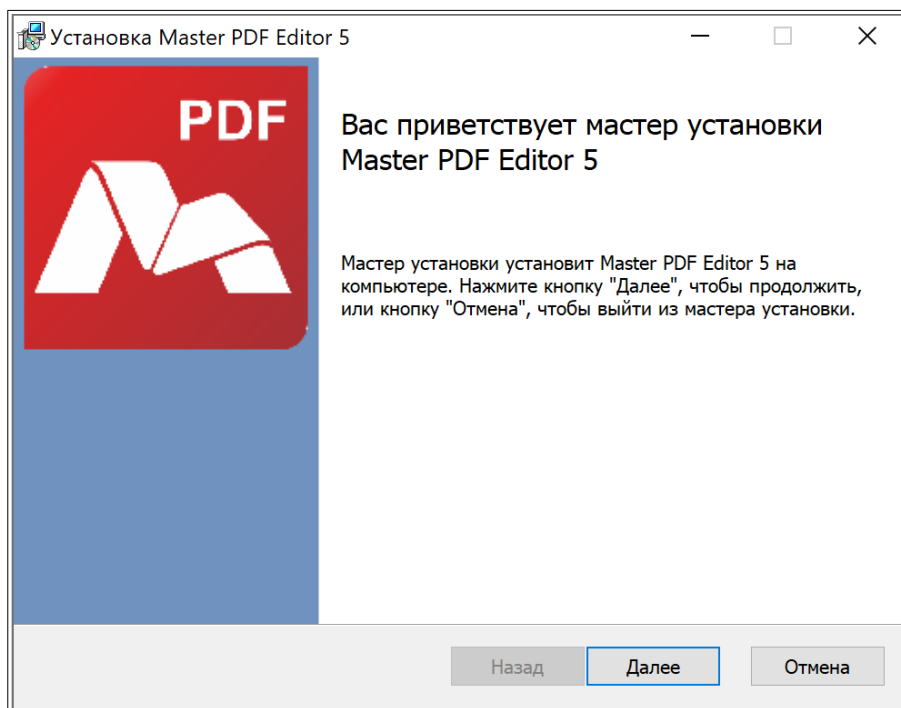 Установка Master PDF Editor 5
PDF
Вас приветствует мастер установки
Master PDF Editor 5
Мастер установки установит Master PDF Editor 5 на
компьютере. Нажмите кнопку "Далее", чтобы продолжить,
или кнопку "Отмена", чтобы выйти из мастера установки.
Назад
Далее
Отмена